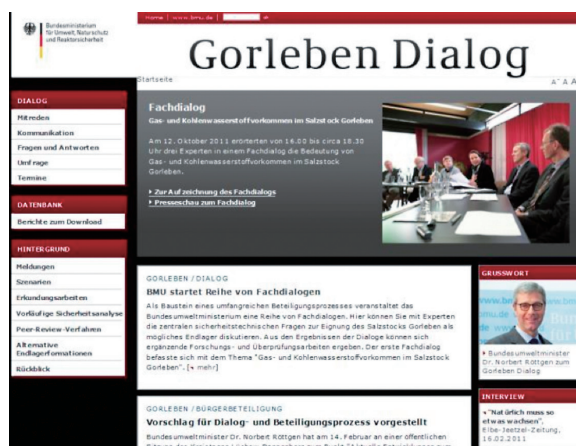 Bundesministerium
für Umwelt, Naturschutz
und Reaktorsicherheit
Home | www.bmu.de |
Gorleben Dialog
Startseite
A- A A
DIALOG
Mitreden
Kommunikation
Fragen und Antworten
Umfrage
Termine
DATENBANK
Berichte zum Download
HINTERGRUND
Meldungen
Szenarien
Erkundungsarbeiten
Vorläufige Sicherheitsanalyse
Peer-Review-Verfahren
Alternative
Endlagerformationen
Rückblick
Fachdialog
Gas- und Kohlenwasserstoffvorkommen im Salzstock Gorleben
Am 12. Oktober 2011 erörterten von 16.00 bis circa 18.30
Uhr drei Experten in einem Fachdialog die Bedeutung von
Gas- und Kohlenwasserstoffvorkommen im Salzstock
Gorleben.
Zur Aufzeichnung des Fachdialogs
Presseschau zum Fachdialog
GORLEBEN / DIALOG
BMU startet Reihe von Fachdialogen
Als Baustein eines umfangreichen Beteiligungsprozesses veranstaltet das
Bundesumweltministerium eine Reihe von Fachdialogen. Hier können Sie mit Experten
die zentralen sicherheitstechnischen Fragen zur Eignung des Salzstocks Gorleben als
mögliches Endlager diskutieren. Aus den Ergebnissen der Dialoge können sich
ergänzende Forschungs- und Überprüfungsarbeiten ergeben. Der erste Fachdialog
befasste sich mit dem Thema "Gas- und Kohlenwasserstoffvorkommen im Salzstock
Gorleben". [mehr]
GORLEBEN / BÜRGERBETEILIGUNG
Vorschlag für Dialog- und Beteiligungsprozess vorgestellt
Bundesumweltminister Dr. Norbert Röttgen hat am 14. Februar an einer öffentlichen
GRUSSWORT
Bundesumweltminister
Dr. Norbert Röttgen zum
Gorleben Dialog
INTERVIEW
"Natürlich muss so
etwas wachsen".
Elbe-Jeetzel-Zeitung,
16.02.2011